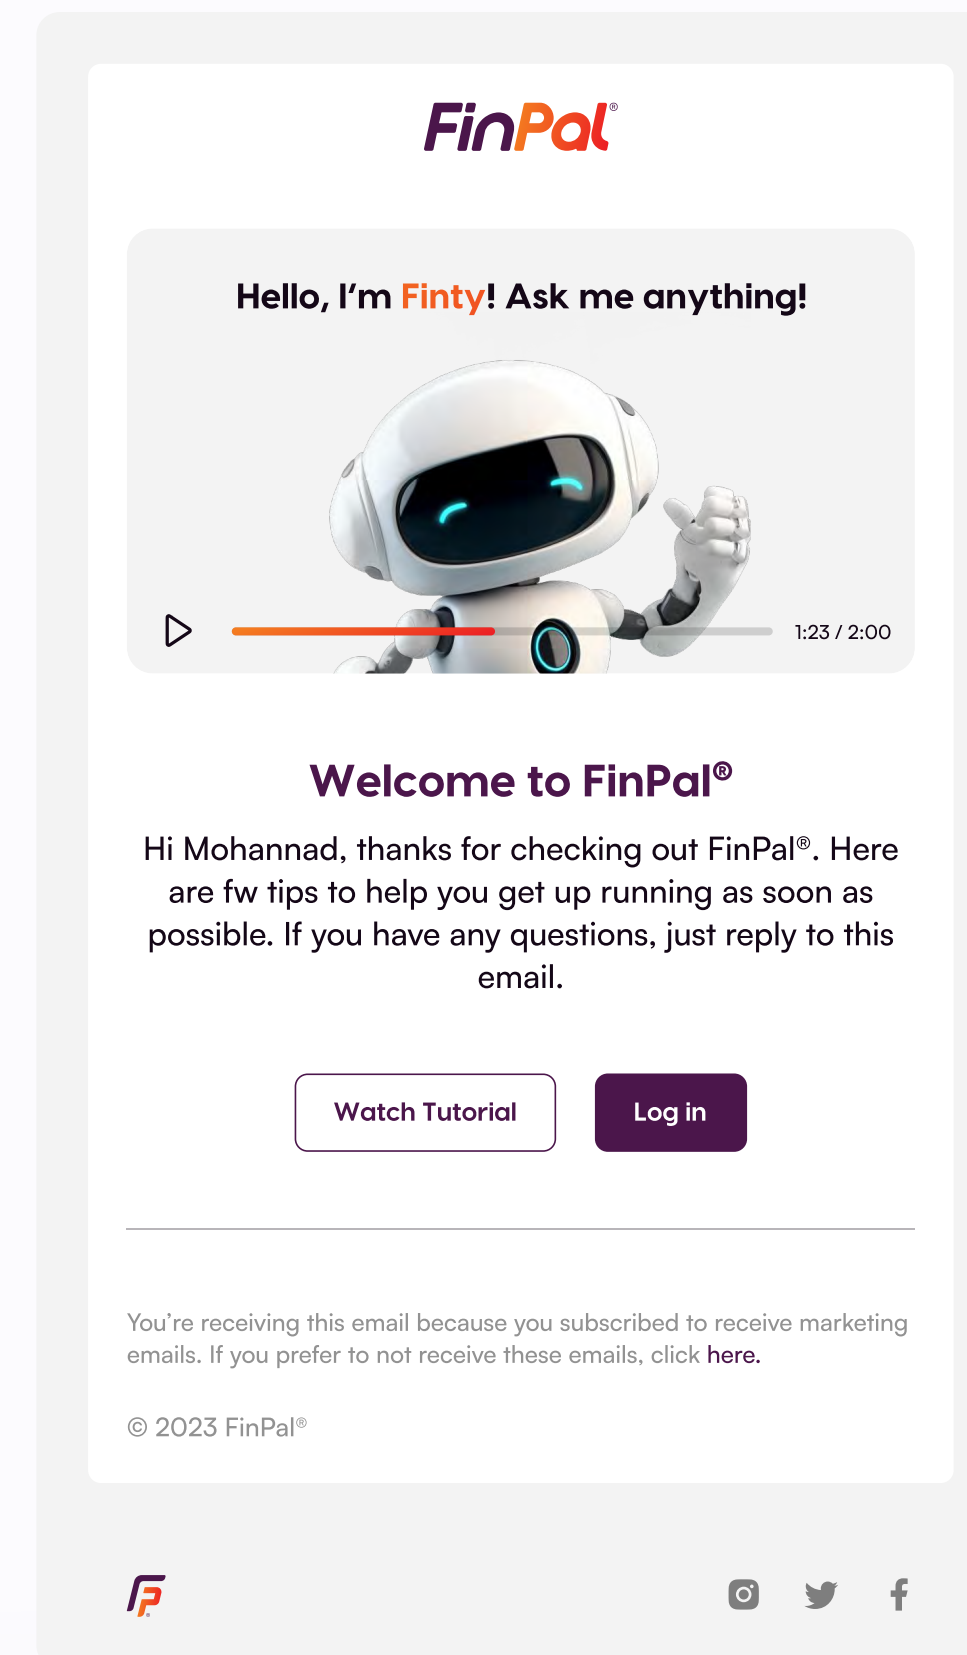 FinPal®
Hello, I’m Finty! Ask me anything!
1:23 / 2:00
Welcome to FinPal®
Hi Mohannad, thanks for checking out FinPal®. Here
are fw tips to help you get up running as soon as
possible. If you have any questions, just reply to this
email.
Watch Tutorial
Log in
You’re receiving this email because you subscribed to receive marketing
emails. If you prefer to not receive these emails, click here.
© 2023 FinPal®